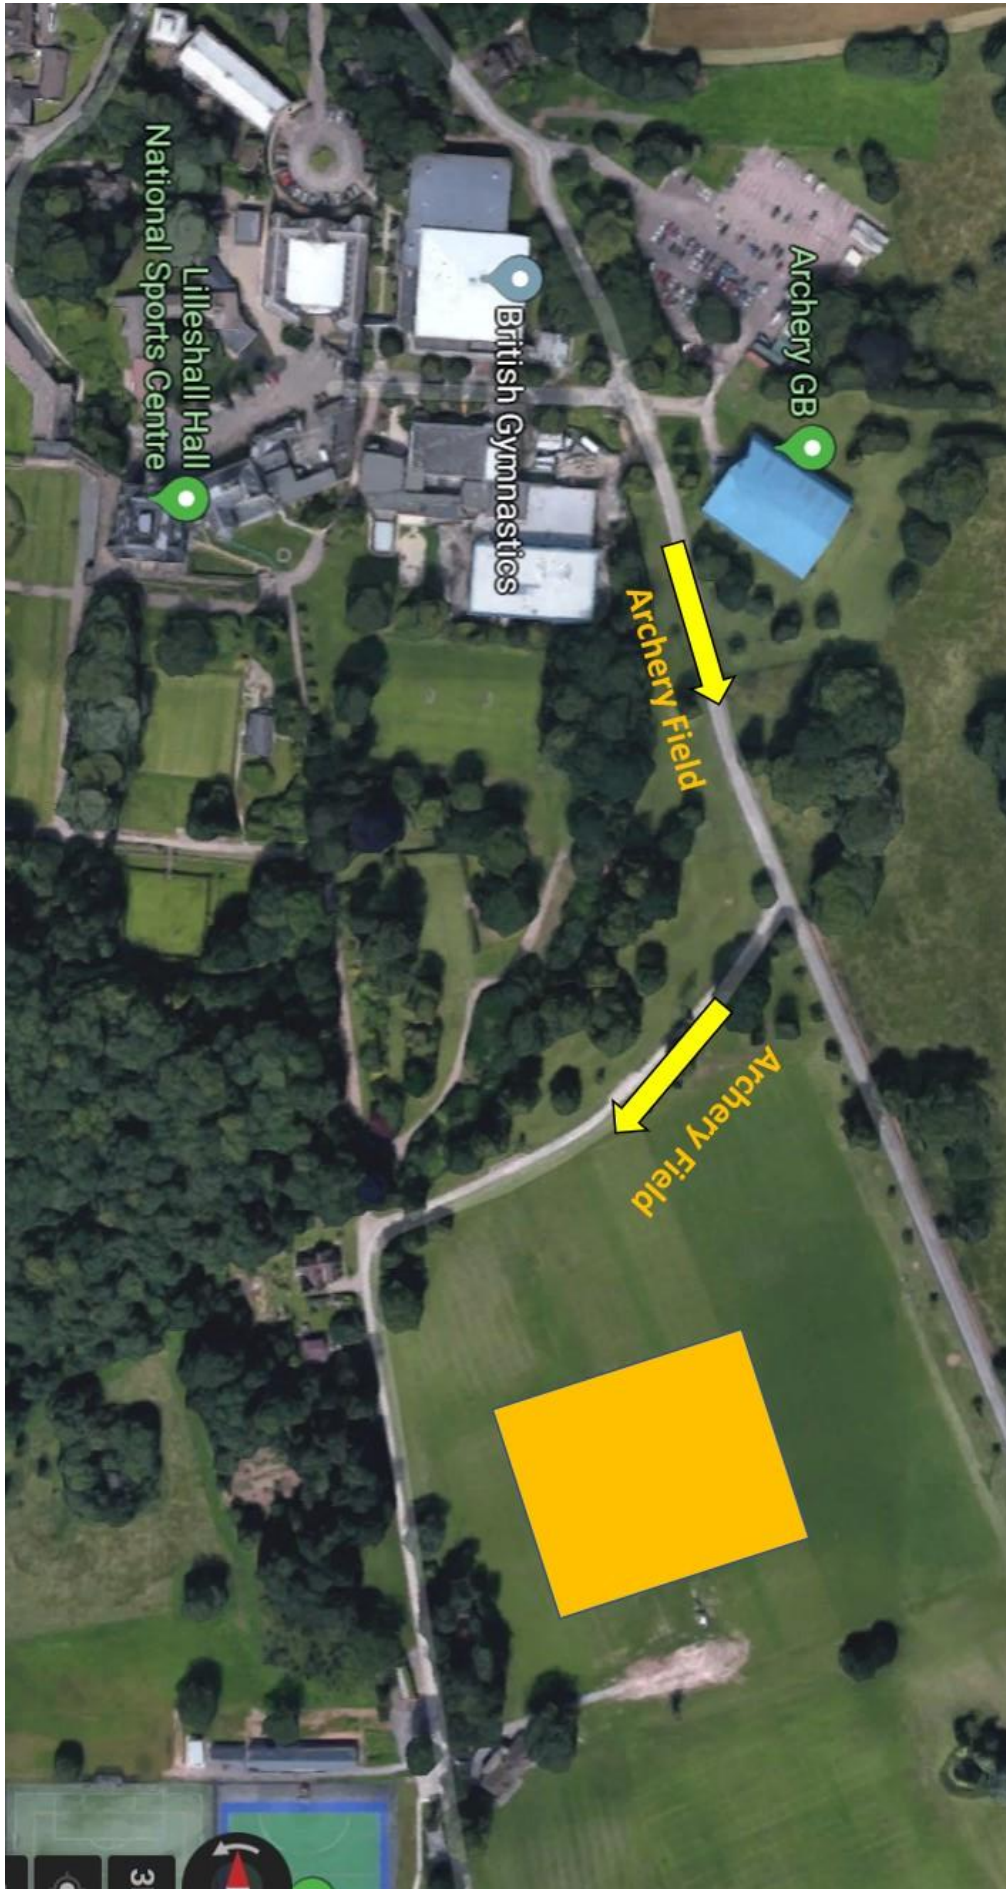 Archery GB
British Gymnastics
Lilleshall Hall
National Sports Centre
Archery Field
Archery Field
3